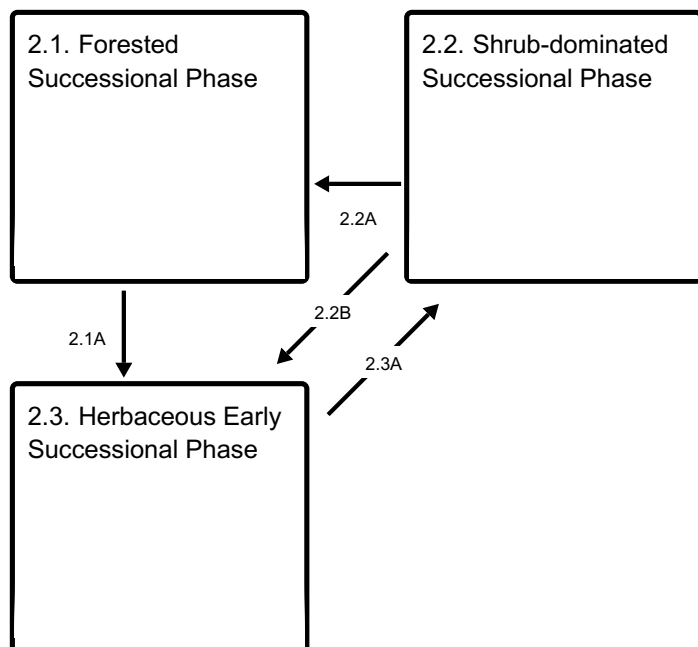 2.1. Forested
Successional Phase
2.2. Shrub-dominated
Successional Phase
2.2A
2.2B
2.1A
2.3A
2.3. Herbaceous Early
Successional Phase